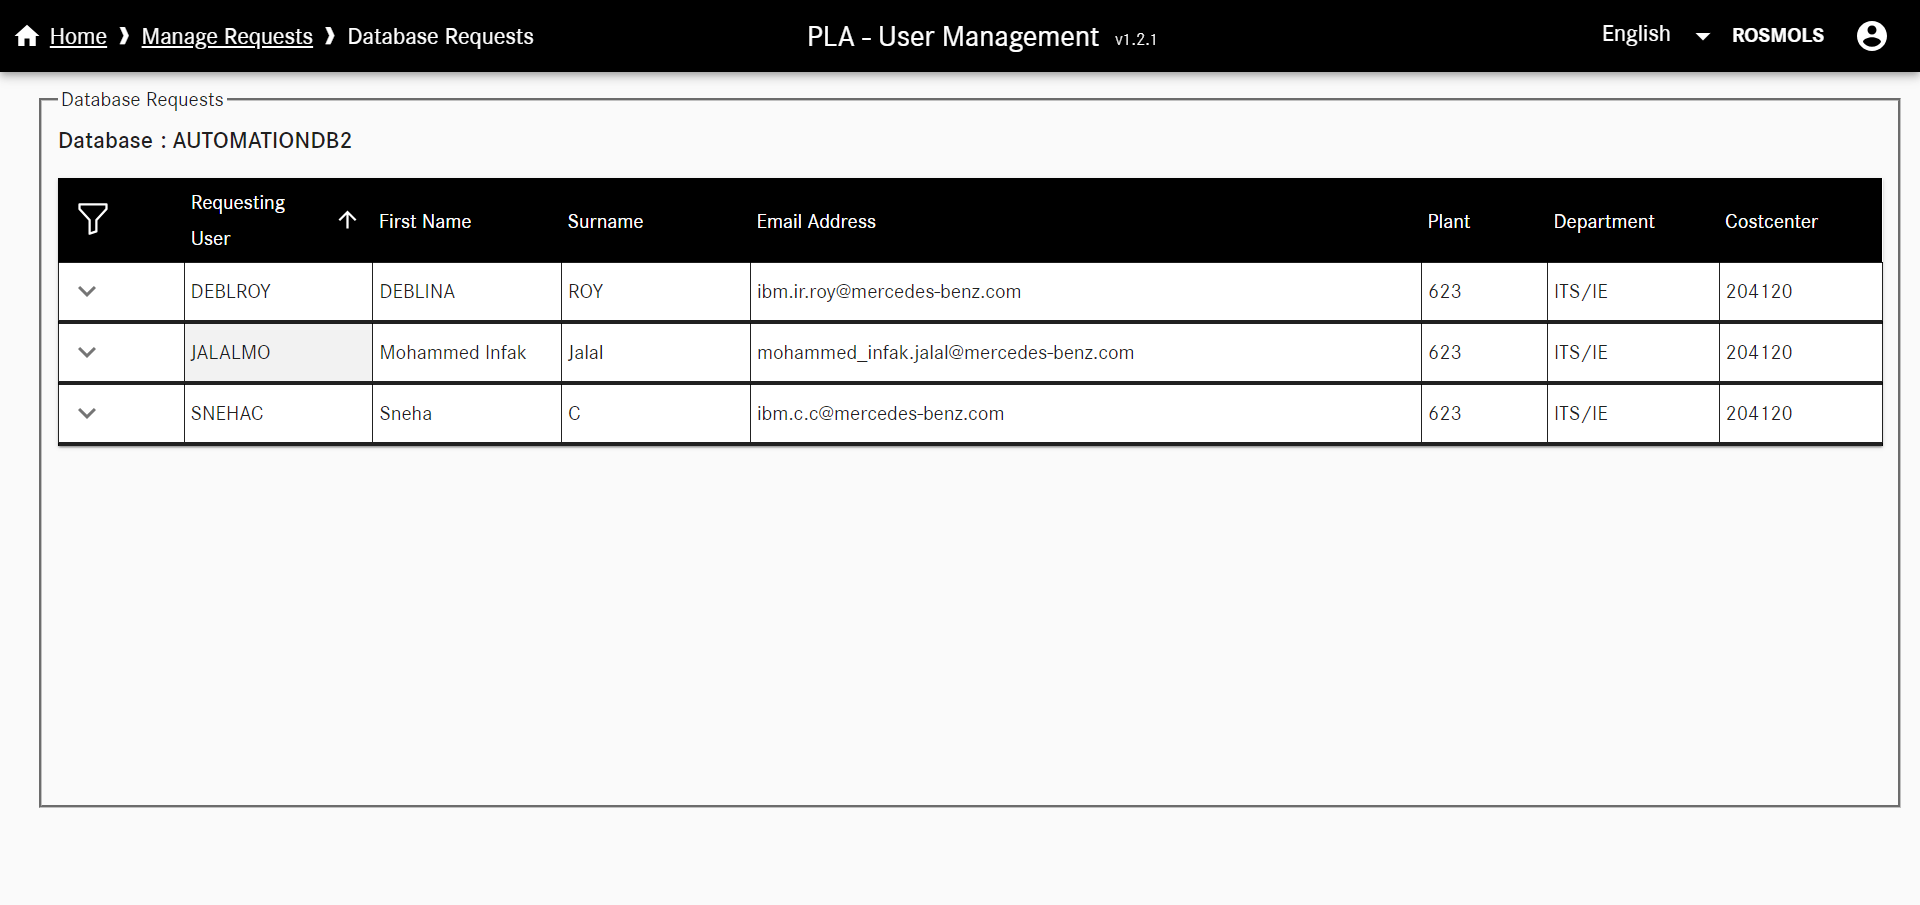 Home ❱ Manage Requests ❱ Database Requests
PLA - User Management v1.2.1
English
ROSMOLS
Database Requests
Database : AUTOMATIONDB2
Requesting User First Name Surname Email Address Plant Department Costcenter
DEBLROY DEBLINA ROY ibm.ir.roy@mercedes-benz.com 623 ITS/IE 204120
JALALMO Mohammed Infak Jalal mohammed_infak.jalal@mercedes-benz.com 623 ITS/IE 204120
SNEHAC Sneha C ibm.c.c@mercedes-benz.com 623 ITS/IE 204120